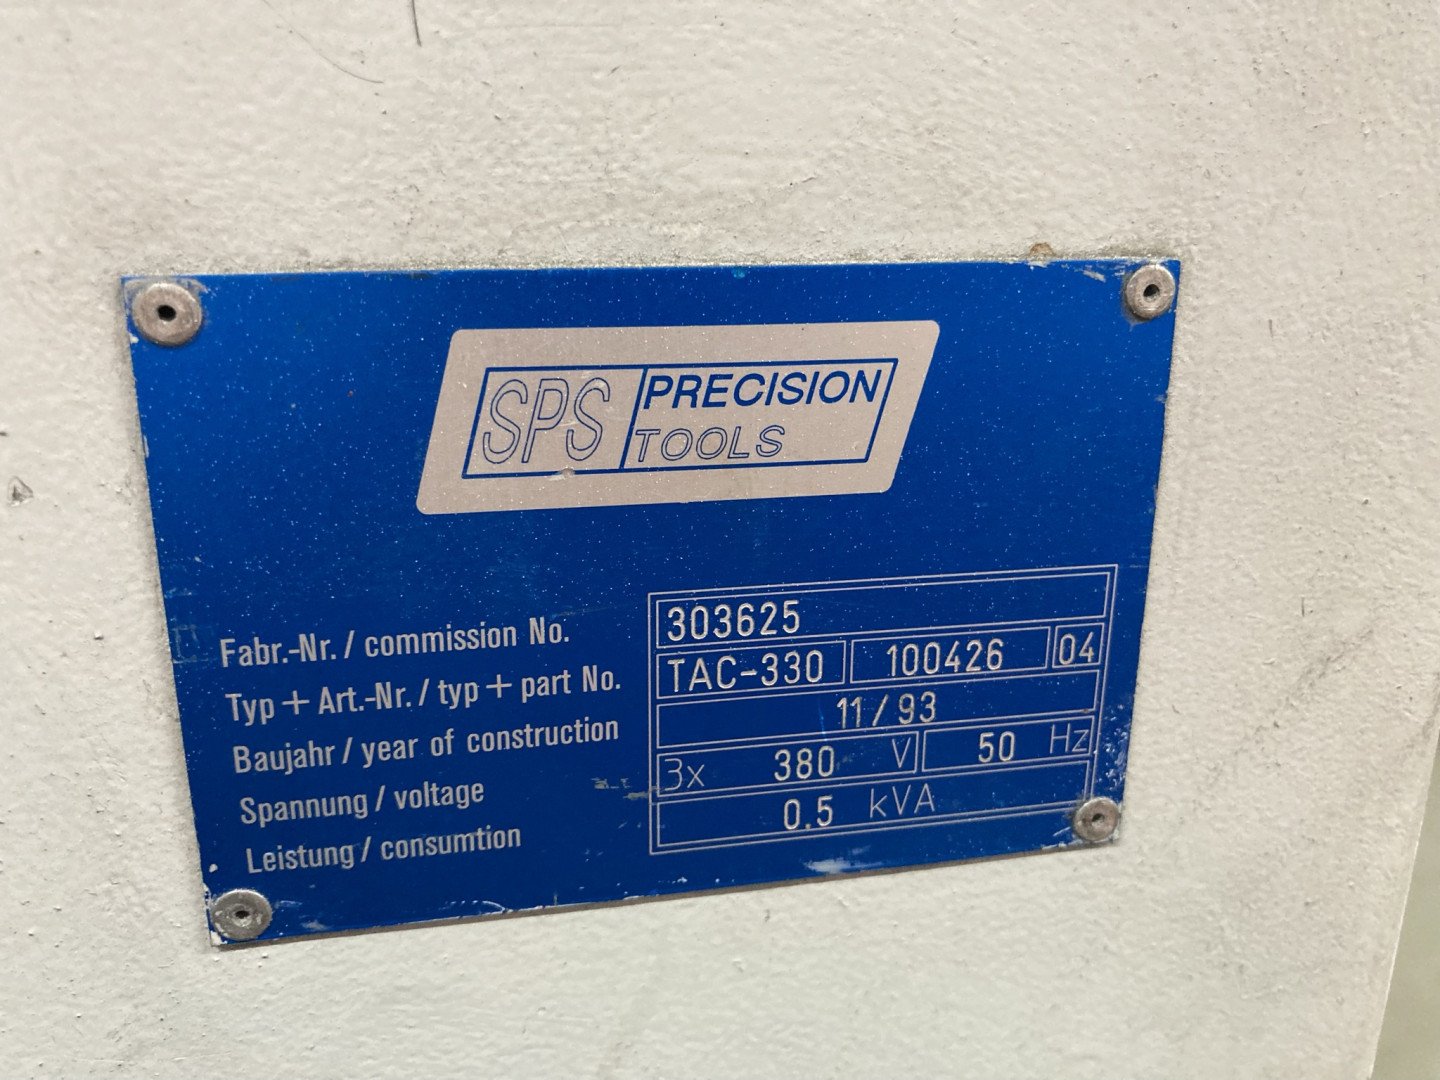 SPS PRECISION TOOLS
Fabr.-Nr. / commission No. 303625
Typ + Art.-Nr. / typ + part No. TAC-330 100426 04
Baujahr / year of construction 11/93
Spannung / voltage 3x 380 V 50 Hz
Leistung / consumtion 0.5 kVA